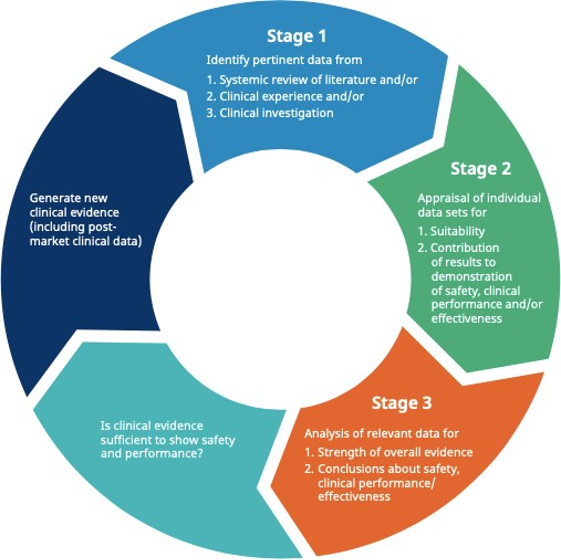 Stage 1
Identify pertinent data from
1. Systemic review of literature and/or
2. Clinical experience and/or
3. Clinical investigation
Stage 2
Appraisal of individual
data sets for
1. Suitability
2. Contribution
of results to
demonstration
of safety, clinical
performance and/or
effectiveness
Stage 3
Analysis of relevant data for
1. Strength of overall evidence
2. Conclusions about safety,
clinical performance/
effectiveness
Is clinical evidence
sufficient to show safety
and performance?
Generate new
clinical evidence
(including post-
market clinical data)